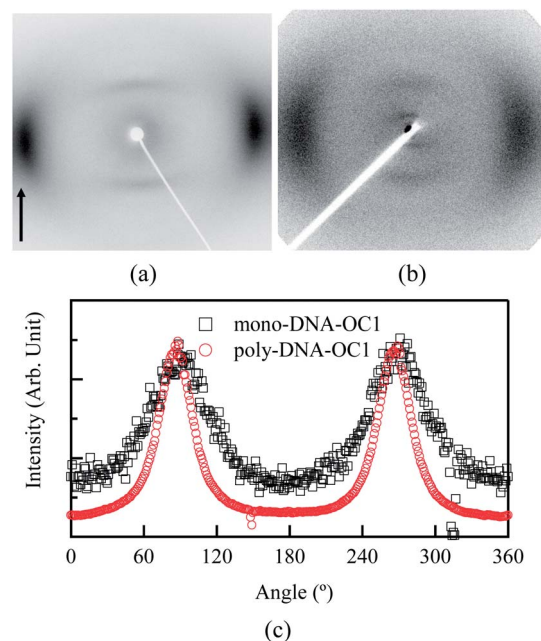 (a)
(b)
Intensity (Arb. Unit)
mono-DNA-OC1
poly-DNA-OC1
0 60 120 180 240 300 360
Angle (º)
(c)